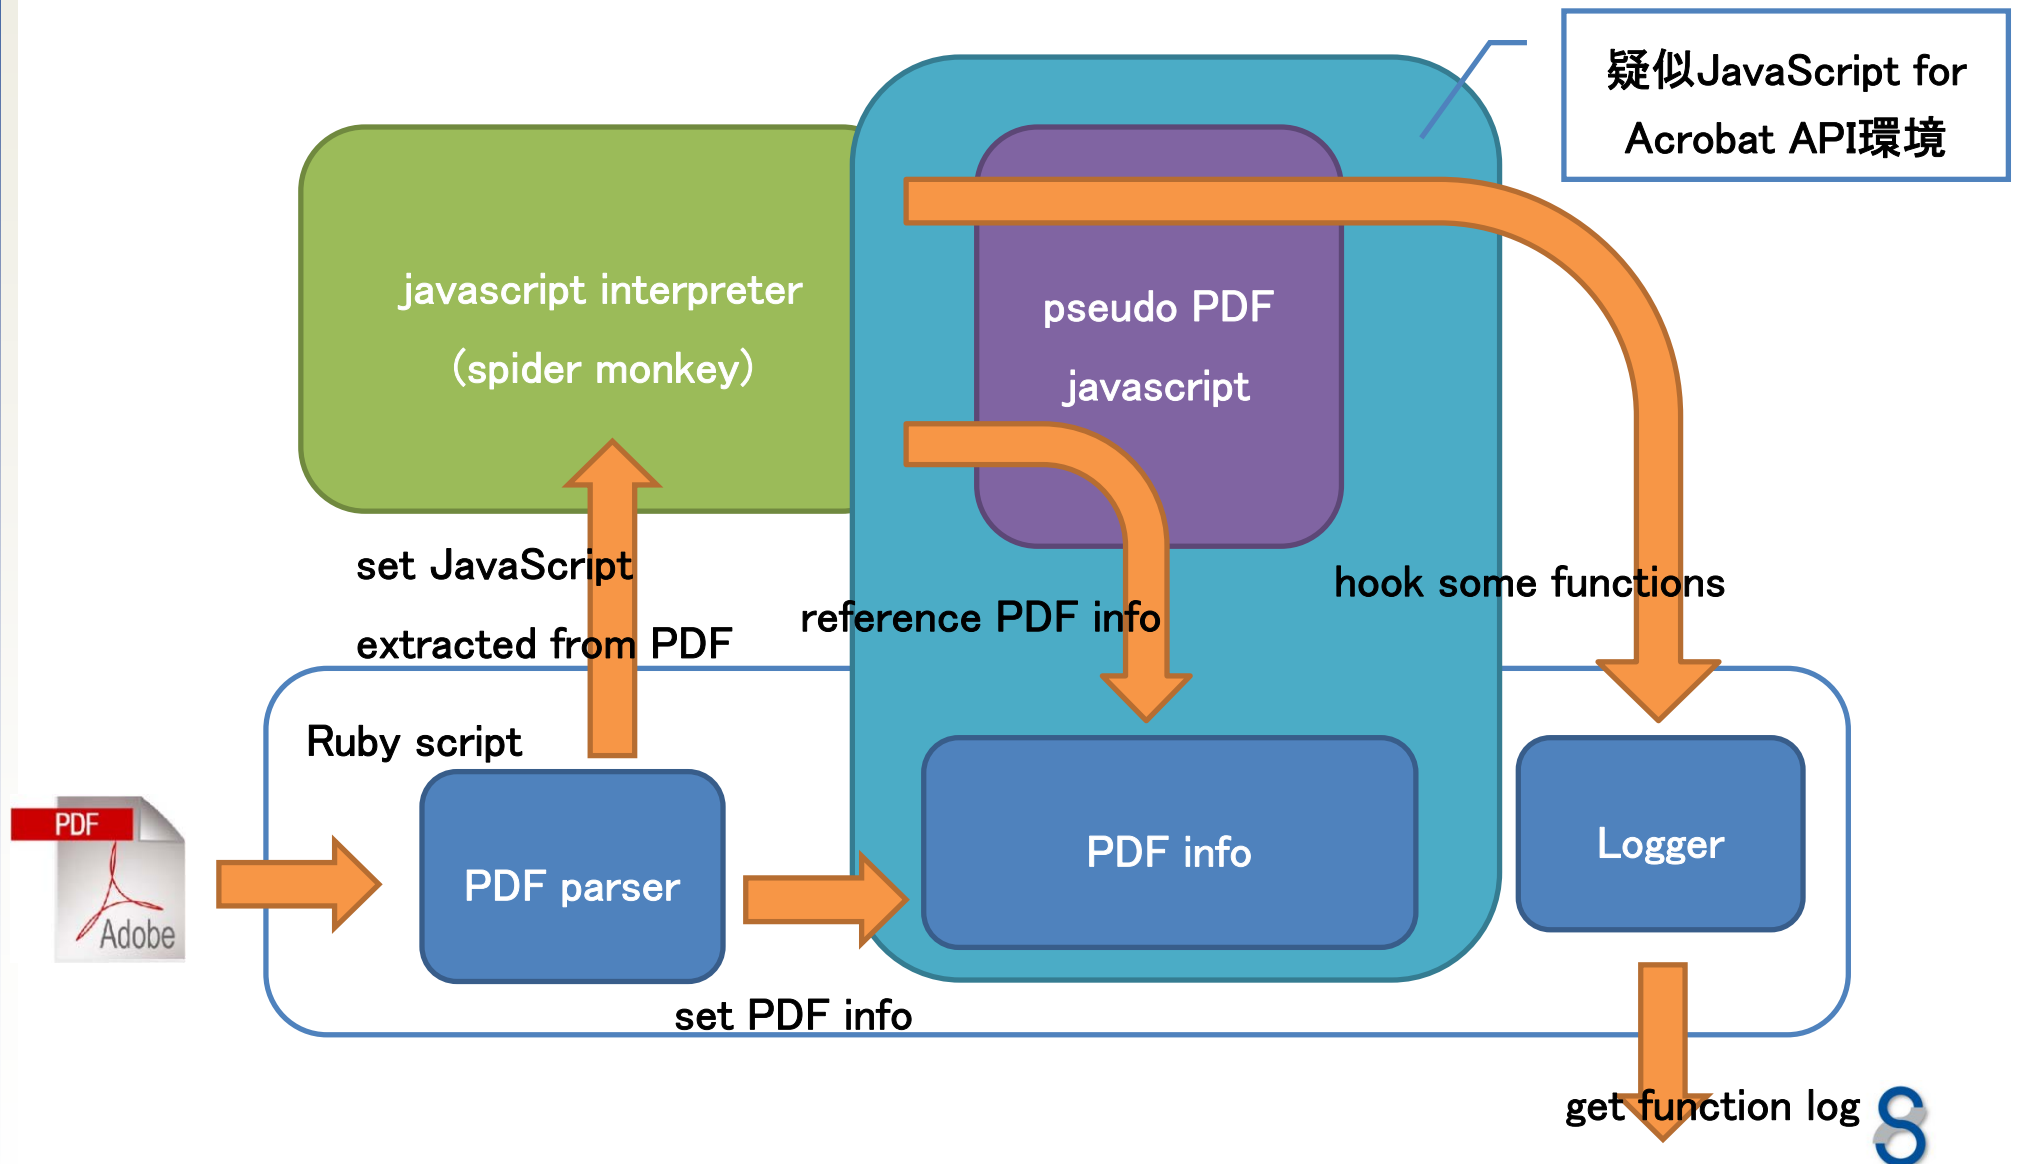 疑似JavaScript for
Acrobat API環境
javascript interpreter
(spider monkey)
pseudo PDF
javascript
set JavaScript
extracted from PDF
reference PDF info
hook some functions
Ruby script
PDF
Adobe
PDF parser
PDF info
Logger
set PDF info
get function log
8